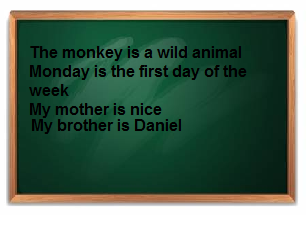 The monkey is a wild animal
Monday is the first day of the
week
My mother is nice
My brother is Daniel